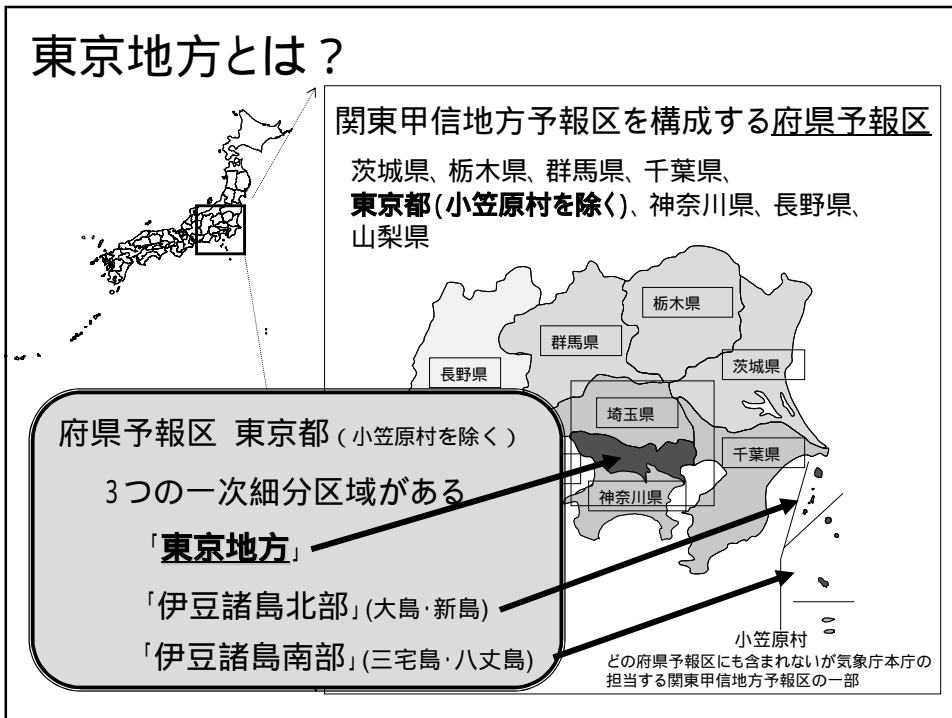 東京地方とは？
関東甲信地方予報区を構成する府県予報区
茨城県、栃木県、群馬県、千葉県、
東京都(小笠原村を除く)、神奈川県、長野県、
山梨県
栃木県
群馬県
茨城県
長野県
埼玉県
千葉県
神奈川県
府県予報区 東京都（小笠原村を除く）
3つの一次細分区域がある
「東京地方」
「伊豆諸島北部」(大島・新島)
「伊豆諸島南部」(三宅島・八丈島)
小笠原村
どの府県予報区にも含まれないが気象庁本庁の
担当する関東甲信地方予報区の一部